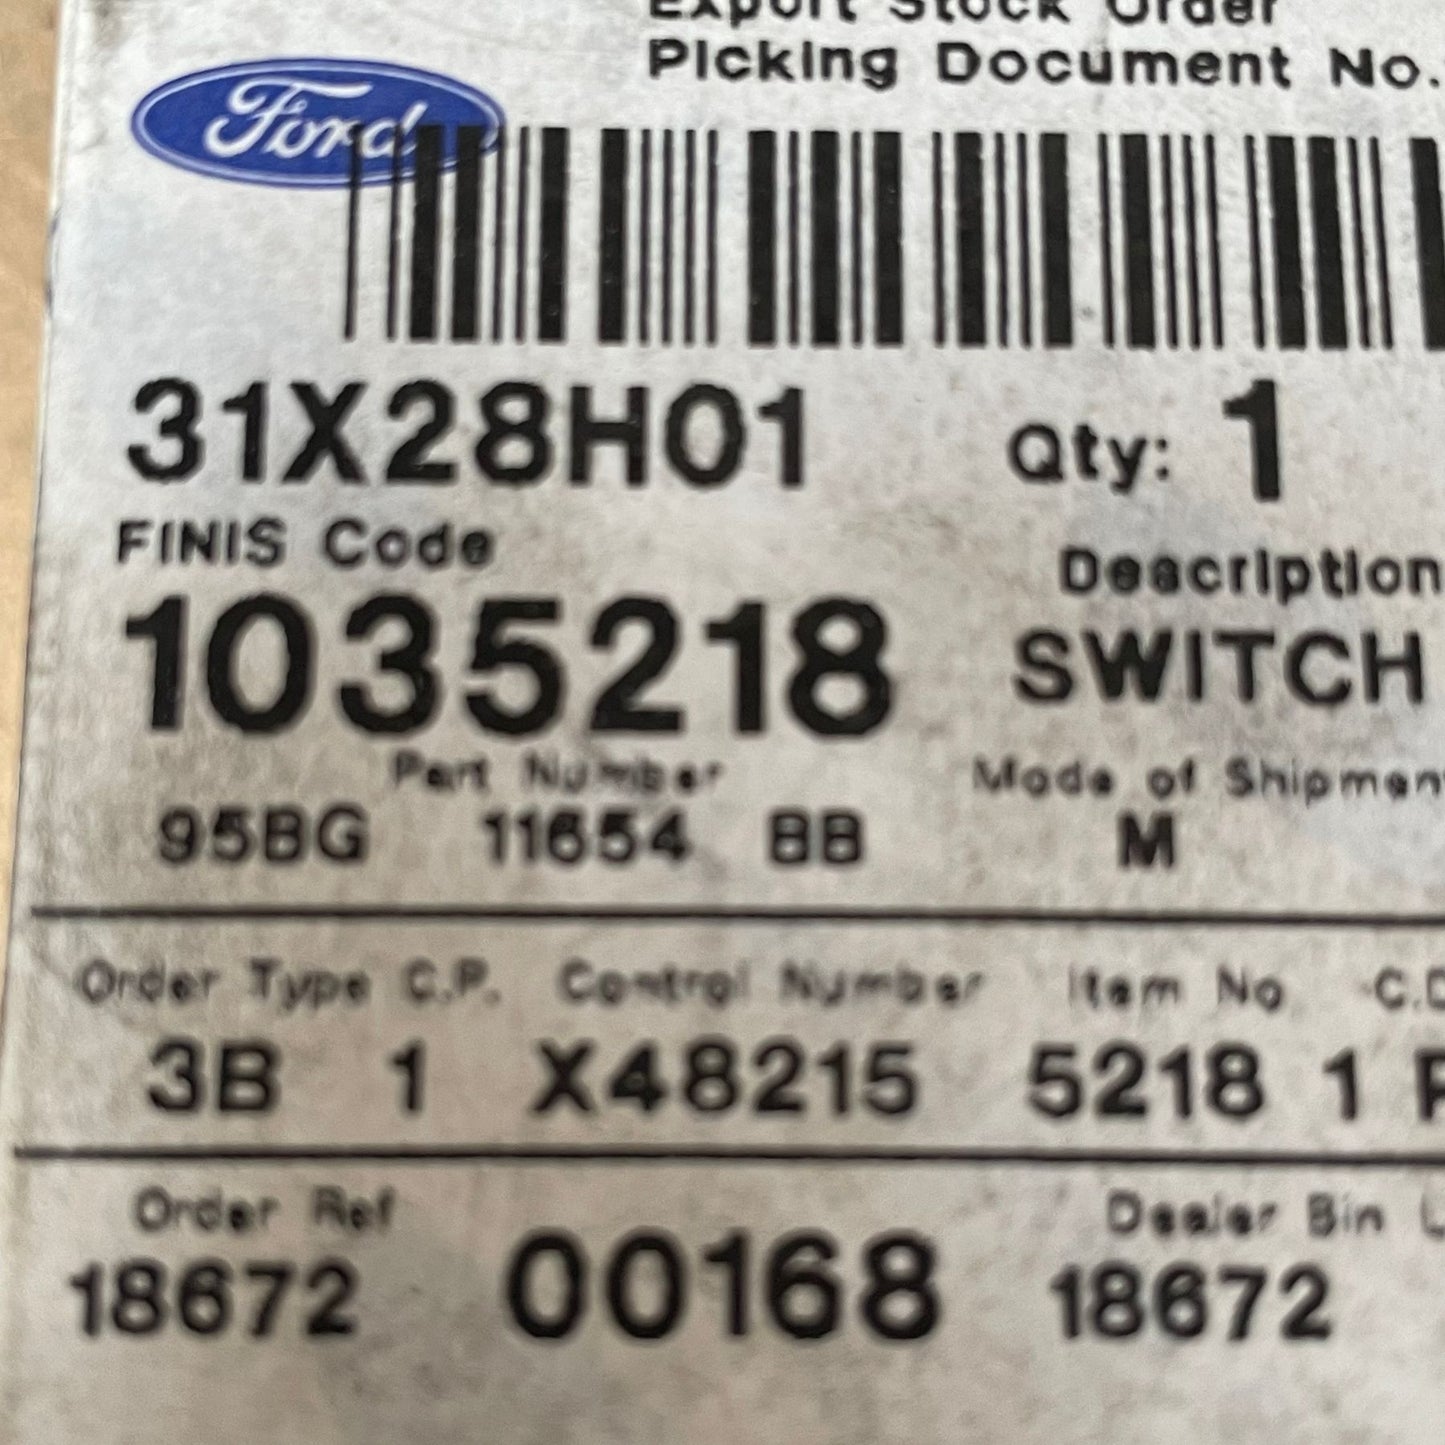 Export Stock Order
Picking Document No.
Ford
31X28H01 Qty: 1
FINIS Code Description
1035218 SWITCH
Part Number Mode of Shipment
95BG 11654 BB M
Order Type C.P. Control Number Item No C.D
3B 1 X48215 5218 1
Order Ref Dealer Bin L
18672 00168 18672